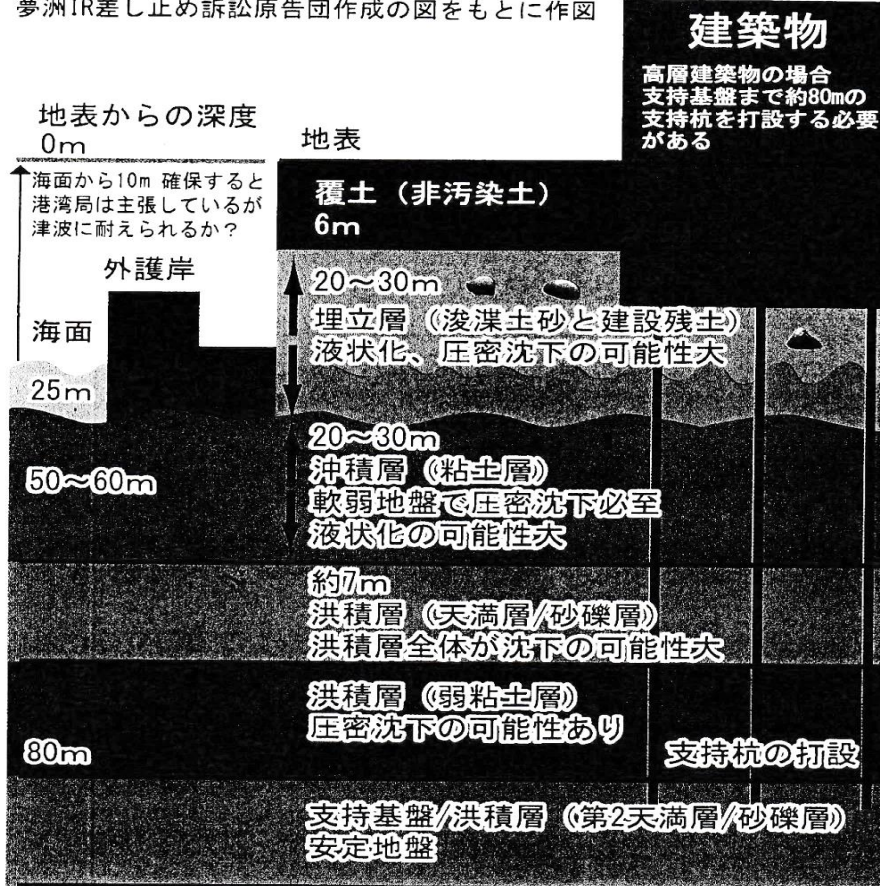 夢洲IR差し止め訴訟原告団作成の図をもとに作図
建築物
高層建築物の場合
支持基盤まで約80mの
支持杭を打設する必要
がある
地表からの深度
0m
地表
海面から10m 確保すると
港湾局は主張しているが
津波に耐えられるか？
覆土（非汚染土）
6m
外護岸
海面
25m
20～30m
埋立層（浚渫土砂と建設残土）
液状化、圧密沈下の可能性大
50～60m
20～30m
沖積層（粘土層）
軟弱地盤で圧密沈下必至
液状化の可能性大
約7m
洪積層（天満層/砂礫層）
洪積層全体が沈下の可能性大
洪積層（弱粘土層）
圧密沈下の可能性あり
80m
支持杭の打設
支持基盤/洪積層（第2天満層/砂礫層）
安定地盤